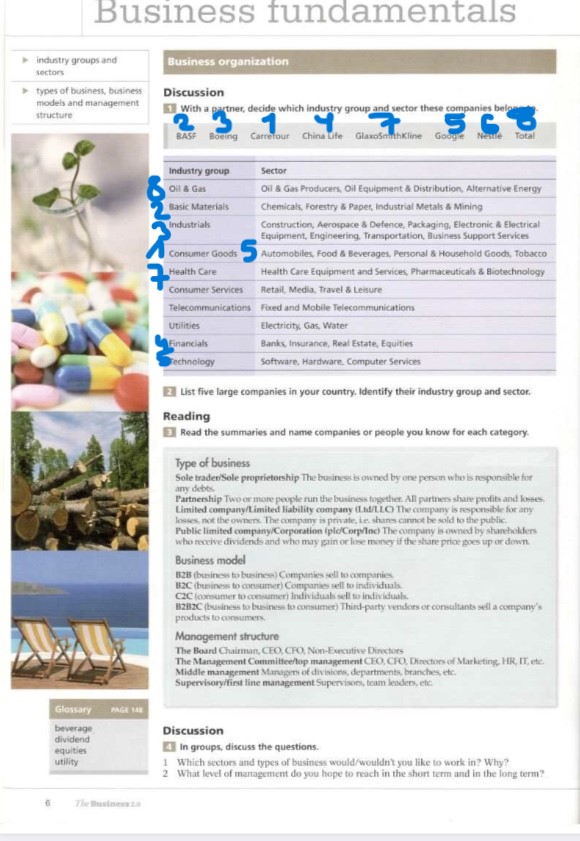 Business fundamentals
industry groups and
sectors
types of business, business
models and management
structure
Business organization
Discussion
1 With a partner, decide which industry group and sector these companies belong to.
2 3 1 4 7 5 6 8
BASF Boeing Carrefour China Life GlaxoSmithKline Google Nestlé Total
Industry group Sector
8 Oil & Gas Oil & Gas Producers, Oil Equipment & Distribution, Alternative Energy
2 Basic Materials Chemicals, Forestry & Paper, Industrial Metals & Mining
3 Industrials Construction, Aerospace & Defence, Packaging, Electronic & Electrical
Equipment, Engineering, Transportation, Business Support Services
1 Consumer Goods 5 Automobiles, Food & Beverages, Personal & Household Goods, Tobacco
7 Health Care Health Care Equipment and Services, Pharmaceuticals & Biotechnology
Consumer Services Retail, Media, Travel & Leisure
Telecommunications Fixed and Mobile Telecommunications
Utilities Electricity, Gas, Water
4 Financials Banks, Insurance, Real Estate, Equities
5 Technology Software, Hardware, Computer Services
2 List five large companies in your country. Identify their industry group and sector.
Reading
3 Read the summaries and name companies or people you know for each category.
Type of business
Sole trader/Sole proprietorship The business is owned by one person who is responsible for
any debts.
Partnership Two or more people run the business together. All partners share profits and losses.
Limited company/Limited liability company (Ltd/LLC) The company is responsible for any
losses, not the owners. The company is private, i.e. shares cannot be sold to the public.
Public limited company/Corporation (plc/Corp/Inc) The company is owned by shareholders
who receive dividends and who may gain or lose money if the share price goes up or down.
Business model
B2B (business to business) Companies sell to companies.
B2C (business to consumer) Companies sell to individuals.
C2C (consumer to consumer) Individuals sell to individuals.
B2B2C (business to business to consumer) Third-party vendors or consultants sell a company's
products to consumers.
Management structure
The Board Chairman, CEO, CFO, Non-Executive Directors
The Management Committee/top management CEO, CFO, Directors of Marketing, HR, IT, etc.
Middle management Managers of divisions, departments, branches, etc.
Supervisory/first line management Supervisors, team leaders, etc.
Glossary PAGE 148
beverage
dividend
equities
utility
Discussion
4 In groups, discuss the questions.
1 Which sectors and types of business would/wouldn't you like to work in? Why?
2 What level of management do you hope to reach in the short term and in the long term?
6 The Business 2.0